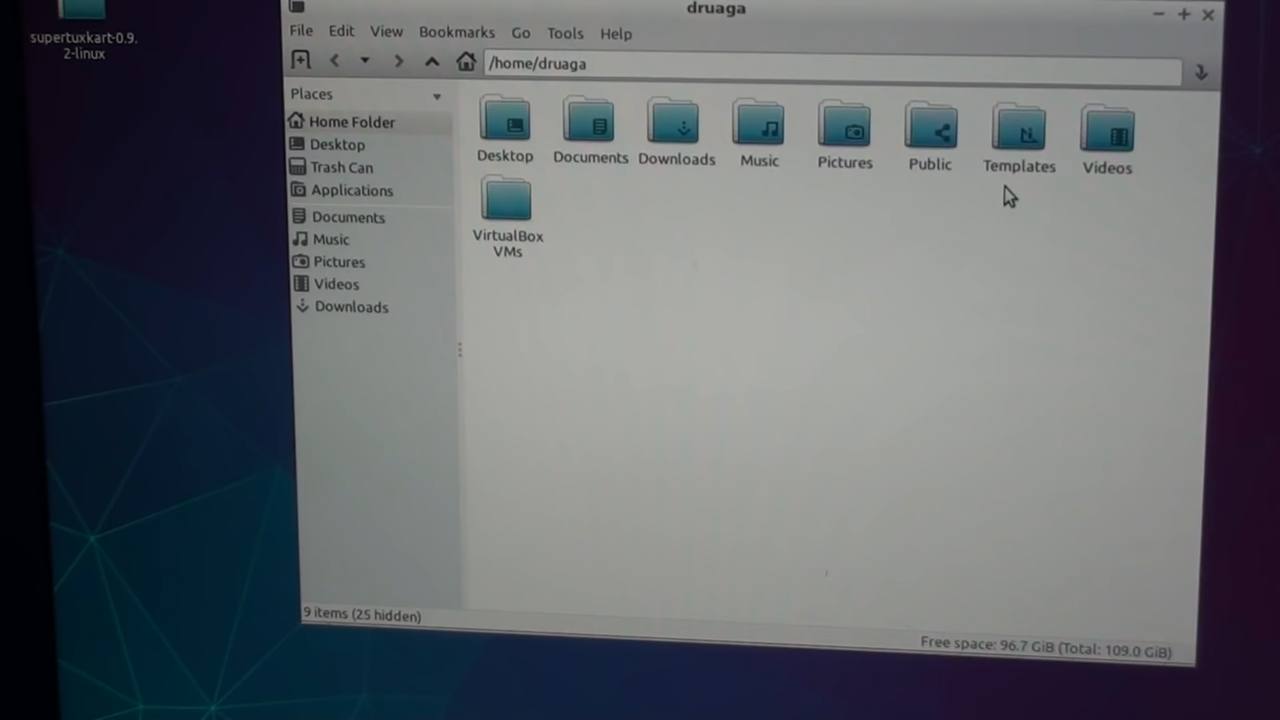 supertuxkart-0.9.
2-linux
druaga
File Edit View Bookmarks Go Tools Help
/home/druaga
Places
Home Folder
Desktop
Trash Can
Applications
Documents
Music
Pictures
Videos
Downloads
Desktop Documents Downloads Music Pictures Public Templates Videos
VirtualBox
VMs
9 items (25 hidden)
Free space: 96.7 GiB (Total: 109.0 GiB)